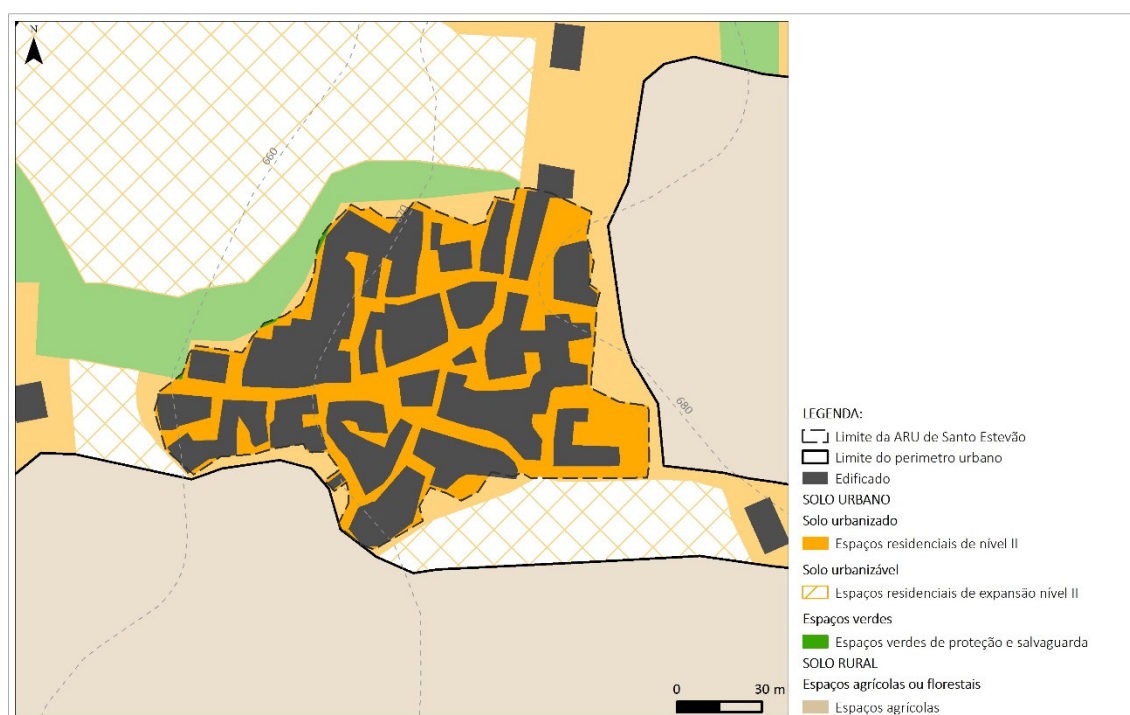 N
660
670
680
0 30 m
LEGENDA:
Limite da ARU de Santo Estevão
Limite do perimetro urbano
Edificado
SOLO URBANO
Solo urbanizado
Espaços residenciais de nível II
Solo urbanizável
Espaços residenciais de expansão nível II
Espaços verdes
Espaços verdes de proteção e salvaguarda
SOLO RURAL
Espaços agrícolas ou florestais
Espaços agrícolas